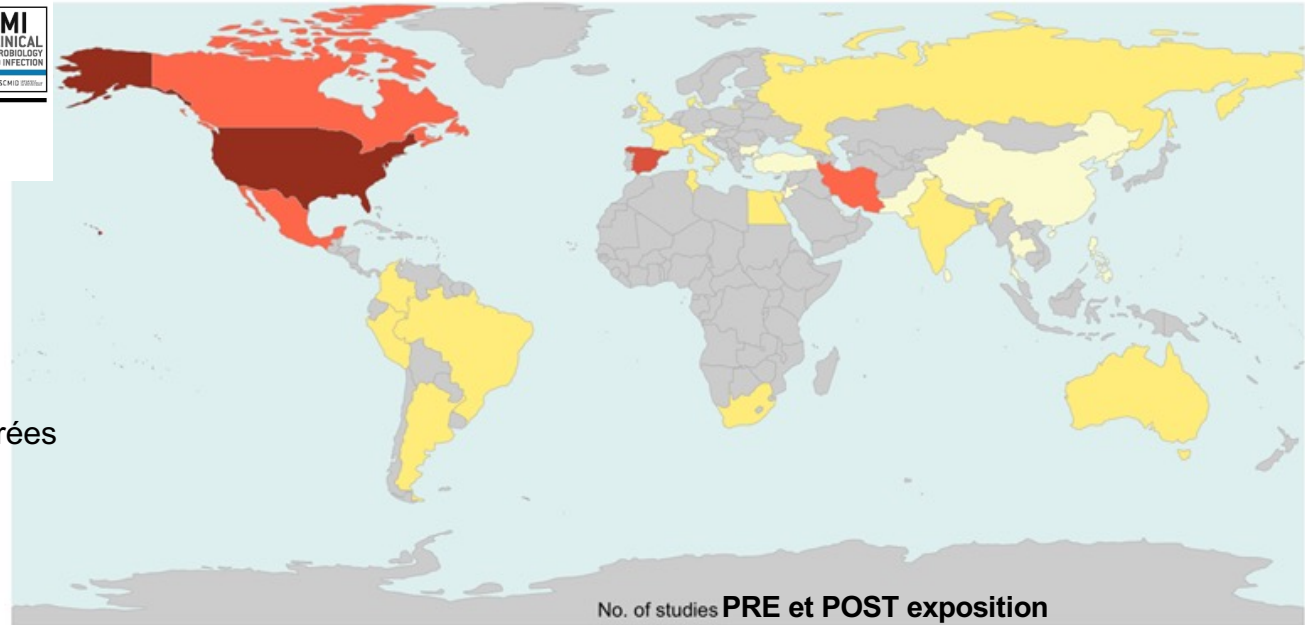 MI
INICAL
ROBIOLOGY
INFECTION
SCMID
rées
No. of studies PRE et POST exposition